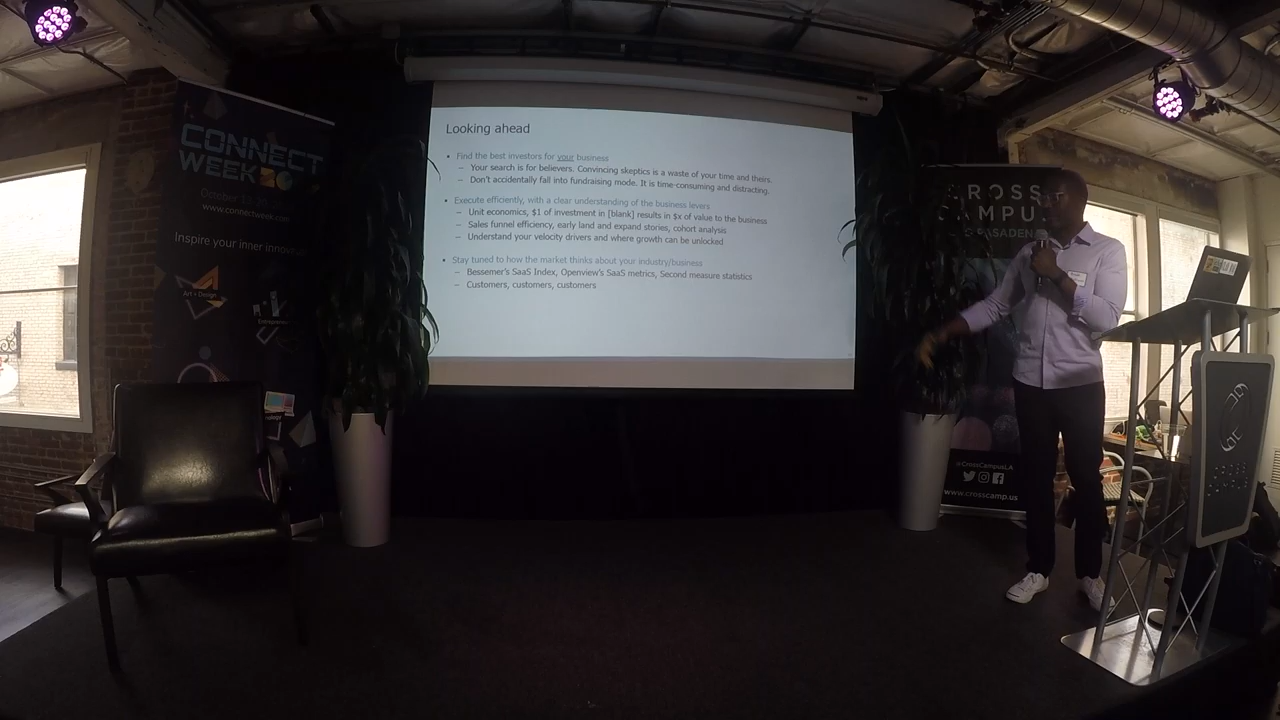 CONNECT
WEEK
October
www.connectweek.com
Inspire your inner
Art + Design
Looking ahead
• Find the best investors for your business
– Your search is for believers. Convincing skeptics is a waste of your time and theirs.
– Don't accidentally fall into fundraising mode. It is time-consuming and distracting.
• Execute efficiently, with a clear understanding of the business levers
– Unit economics, $1 of investment in [blank] results in $x of value to the business
– Sales funnel efficiency, early land and expand stories, cohort analysis
– Understand your velocity drivers and where growth can be unlocked
• Stay tuned to how the market thinks about your industry/business
– Bessemer's SaaS Index, Openview's SaaS metrics, Second measure statistics
– Customers, customers, customers
CROSS
CAMPUS
PASADENA
@CrossCampusLA
www.crosscamp.us